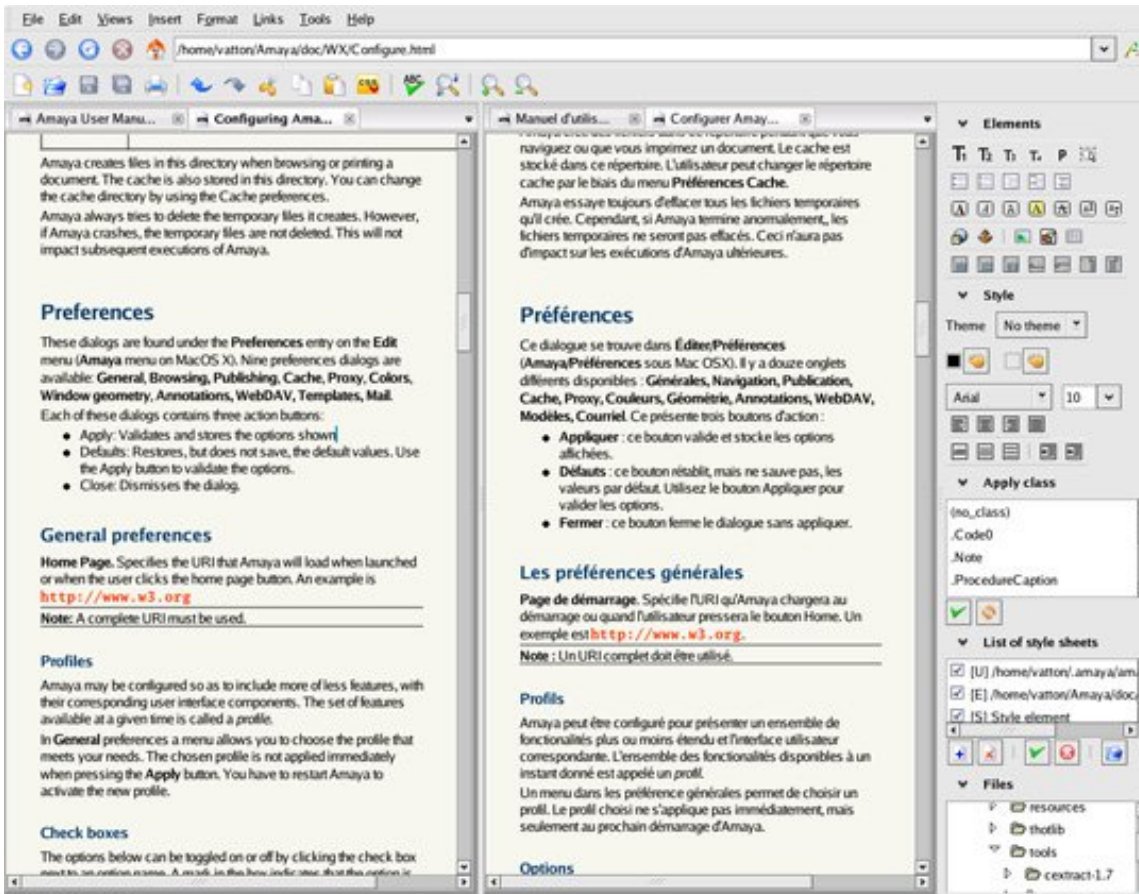 File Edit Views Insert Format Links Tools Help
/home/vatton/Amaya/doc/WX/Configure.html
Amaya User Manu... Configuring Ama...
Amaya creates files in this directory when browsing or printing a
document. The cache is also stored in this directory. You can change
the cache directory by using the Cache preferences.
Amaya always tries to delete the temporary files it creates. However,
if Amaya crashes, the temporary files are not deleted. This will not
impact subsequent executions of Amaya.
Preferences
These dialogs are found under the Preferences entry on the Edit
menu (Amaya menu on MacOS X). Nine preferences dialogs are
available: General, Browsing, Publishing, Cache, Proxy, Colors,
Window geometry, Annotations, WebDAV, Templates, Mail.
Each of these dialogs contains three action buttons:
Apply: Validates and stores the options shown
Defaults: Restores, but does not save, the default values. Use
the Apply button to validate the options.
Close: Dismisses the dialog.
General preferences
Home Page. Specifies the URI that Amaya will load when launched
or when the user clicks the home page button. An example is
http://www.w3.org
Note: A complete URI must be used.
Profiles
Amaya may be configured so as to include more of less features, with
their corresponding user interface components. The set of features
available at a given time is called a profile.
In General preferences a menu allows you to choose the profile that
meets your needs. The chosen profile is not applied immediately
when pressing the Apply button. You have to restart Amaya to
activate the new profile.
Check boxes
The options below can be toggled on or off by clicking the check box
next to an option name. A mark in the box indicates that the option is
Manuel d'utilis... Configurer Amay...
naviguez ou que vous imprimez un document. Le cache est
stocké dans ce répertoire. L'utilisateur peut changer le répertoire
cache par le biais du menu Préférences Cache.
Amaya essaye toujours d'effacer tous les fichiers temporaires
qu'il crée. Cependant, si Amaya termine anormalement, les
fichiers temporaires ne seront pas effacés. Ceci n'aura pas
d'impact sur les exécutions d'Amaya ultérieures.
Préférences
Ce dialogue se trouve dans Éditer/Préférences
(Amaya/Préférences sous Mac OSX). Il y a douze onglets
différents disponibles : Générales, Navigation, Publication,
Cache, Proxy, Couleurs, Géométrie, Annotations, WebDAV,
Modèles, Courriel. Ce présente trois boutons d'action :
Appliquer : ce bouton valide et stocke les options
affichées.
Défauts : ce bouton rétablit, mais ne sauve pas, les
valeurs par défaut. Utilisez le bouton Appliquer pour
valider les options.
Fermer : ce bouton ferme le dialogue sans appliquer.
Les préférences générales
Page de démarrage. Spécifie l'URI qu'Amaya chargera au
démarrage ou quand l'utilisateur pressera le bouton Home. Un
exemple est http://www.w3.org.
Note : Un URI complet doit être utilisé.
Profils
Amaya peut être configuré pour présenter un ensemble de
fonctionalités plus ou moins étendu et l'interface utilisateur
correspondante. L'ensemble des fonctionalités disponibles à un
instant donné est appelé un profil.
Un menu dans les préférence générales permet de choisir un
profil. Le profil choisi ne s'applique pas immédiatement, mais
seulement au prochain démarrage d'Amaya.
Options
Elements
Style
Theme No theme
Arial 10
Apply class
(no_class)
.Code0
.Note
.ProcedureCaption
List of style sheets
[U] /home/vatton/.amaya/am
[E] /home/vatton/Amaya/doc
[S] Style element
Files
resources
thotlib
tools
cextract-1.7